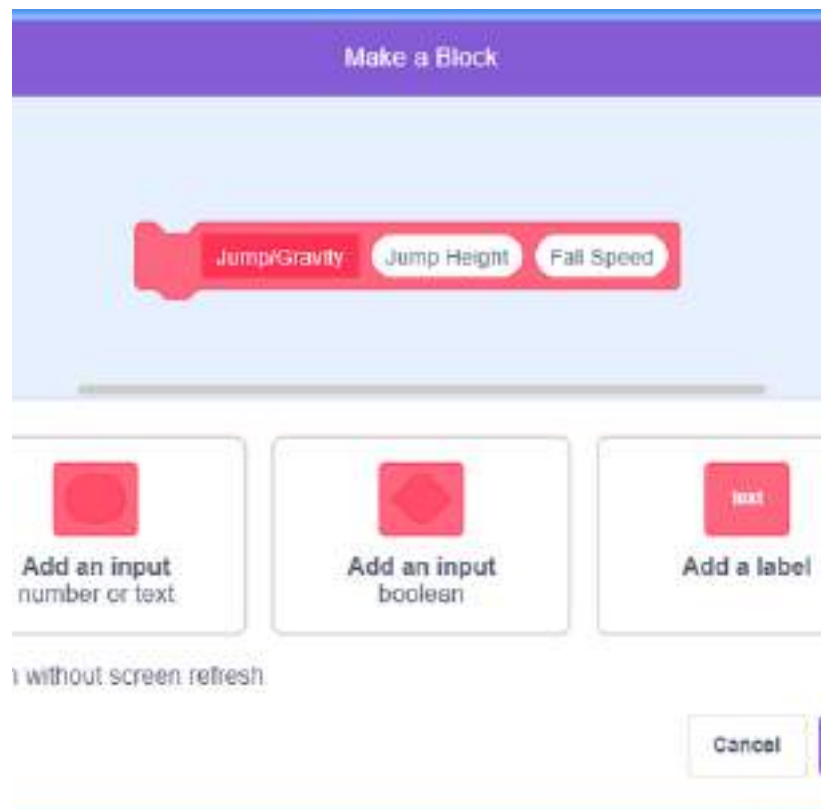 Make a Block
Jump/Gravity Jump Height Fall Speed
text
Add an input Add an input Add a label
number or text boolean
without screen refresh
Cancel